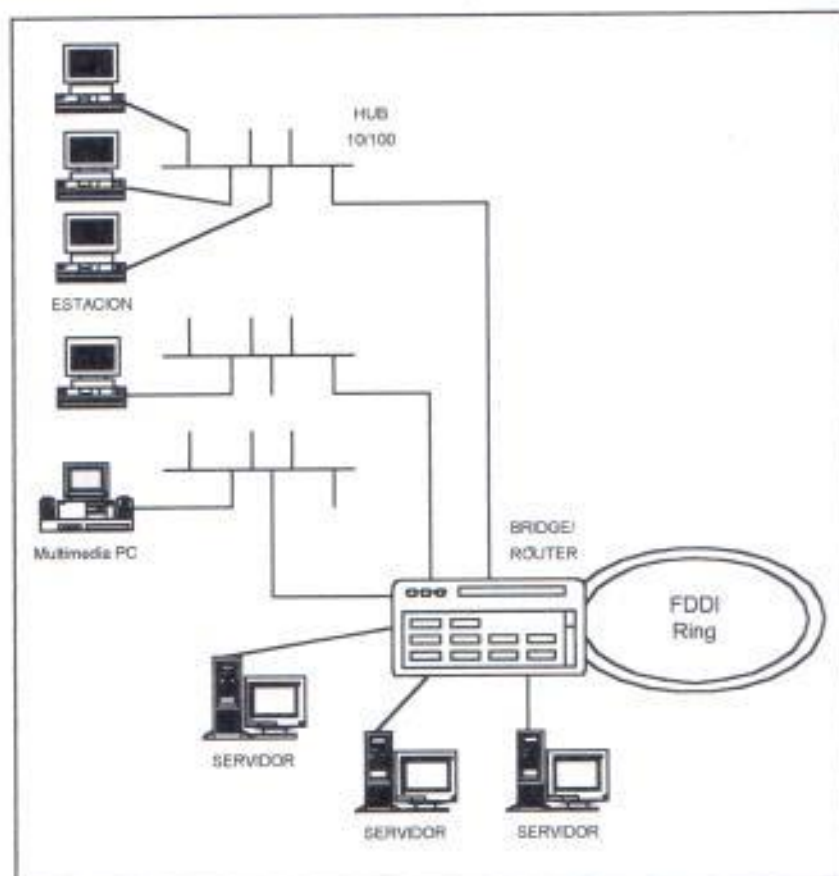 HUB
10/100
ESTACION
Multimedia PC
BRIDGE/
ROUTER
FDDI
Ring
SERVIDOR
SERVIDOR
SERVIDOR